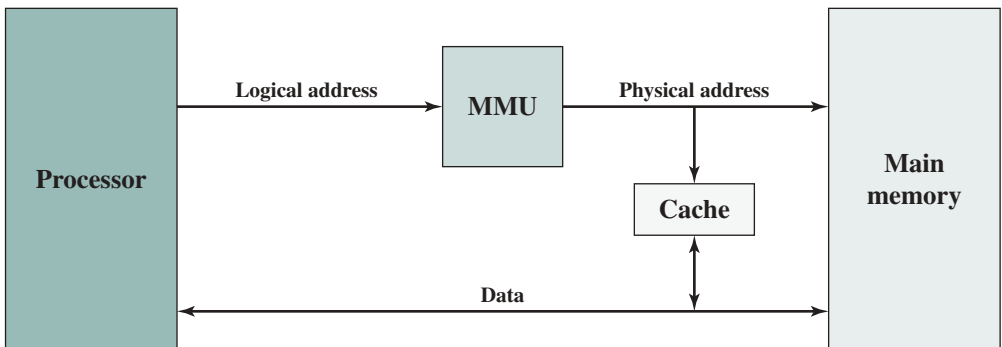 Logical address
MMU
Physical address
Processor
Main
memory
Cache
Data